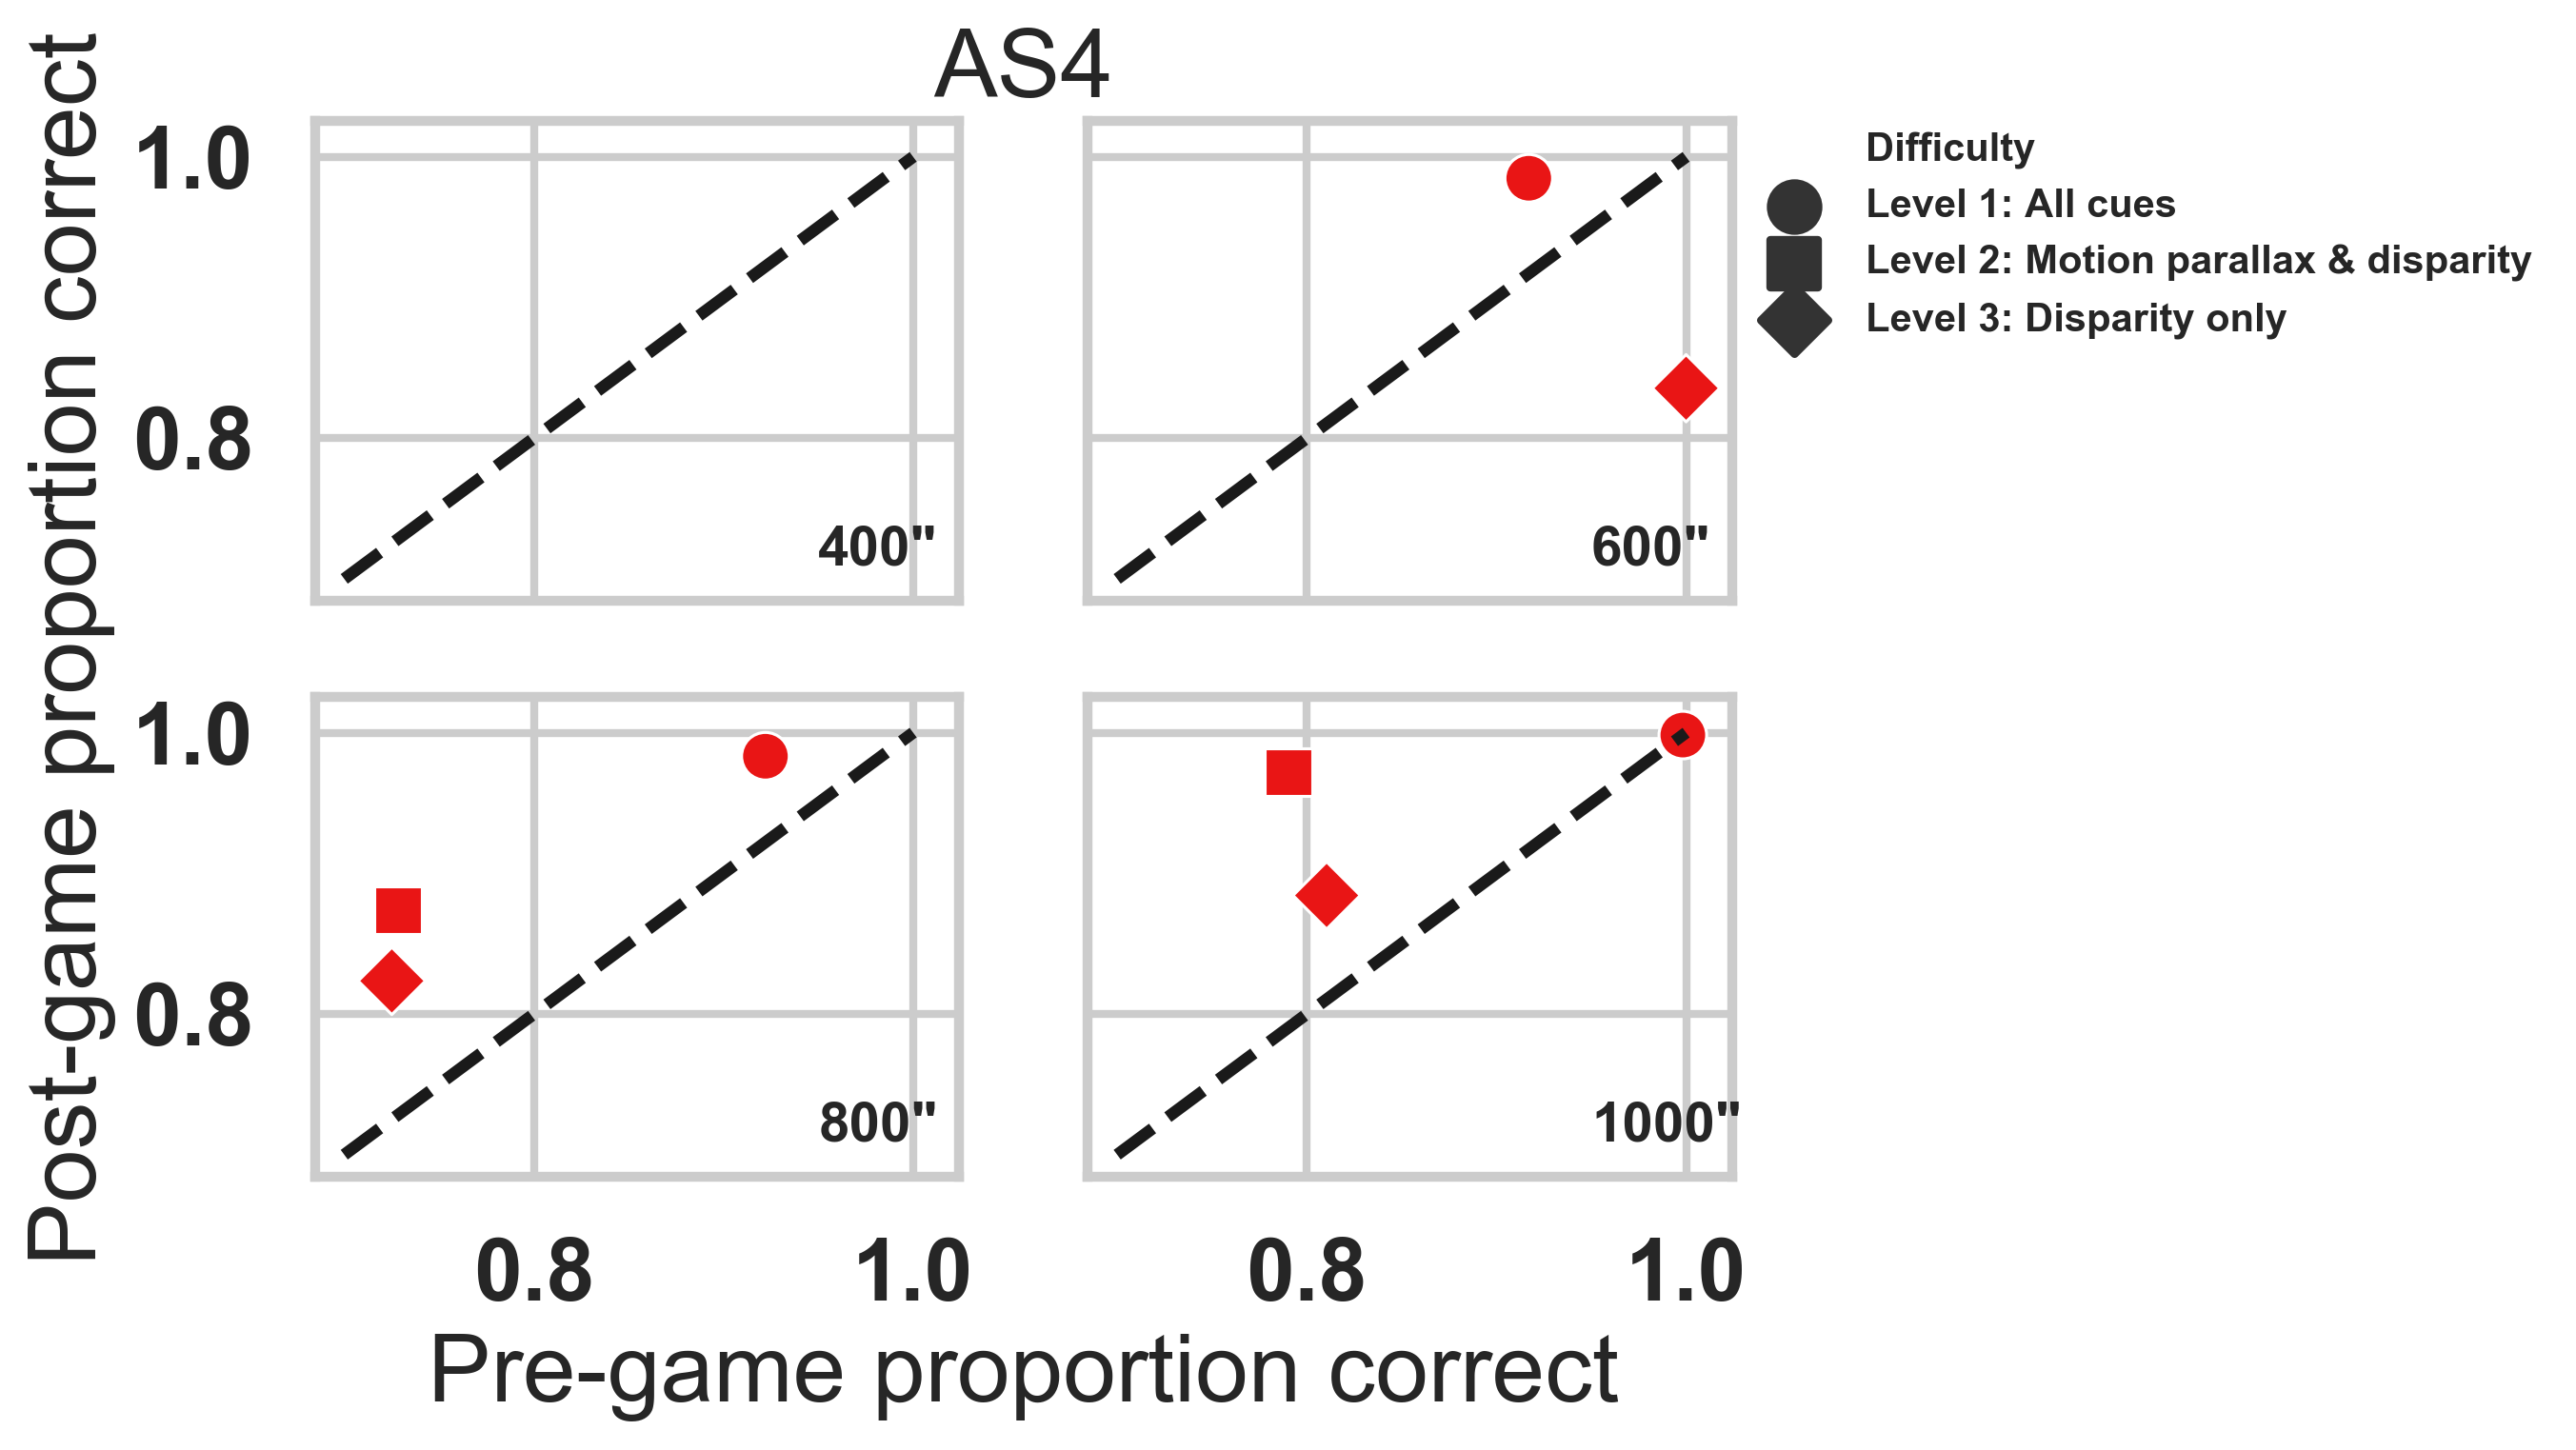 AS4
Post-game proportion correct
1.0
0.8
400"
600"
Difficulty
Level 1: All cues
Level 2: Motion parallax & disparity
Level 3: Disparity only
1.0
0.8
800"
1000"
0.8 1.0 0.8 1.0
Pre-game proportion correct